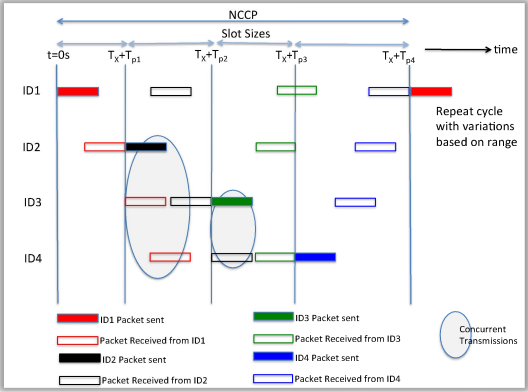 NCCP
Slot Sizes
time
t=0s
Tx+Tp1
Tx+Tp2
Tx+Tp3
Tx+Tp4
ID1
Repeat cycle
with variations
based on range
ID2
ID3
ID4
ID1 Packet sent
ID3 Packet sent
Packet Received from ID1
Packet Received from ID3
ID2 Packet sent
ID4 Packet sent
Packet Received from ID2
Packet Received from ID4
Concurrent
Transmissions